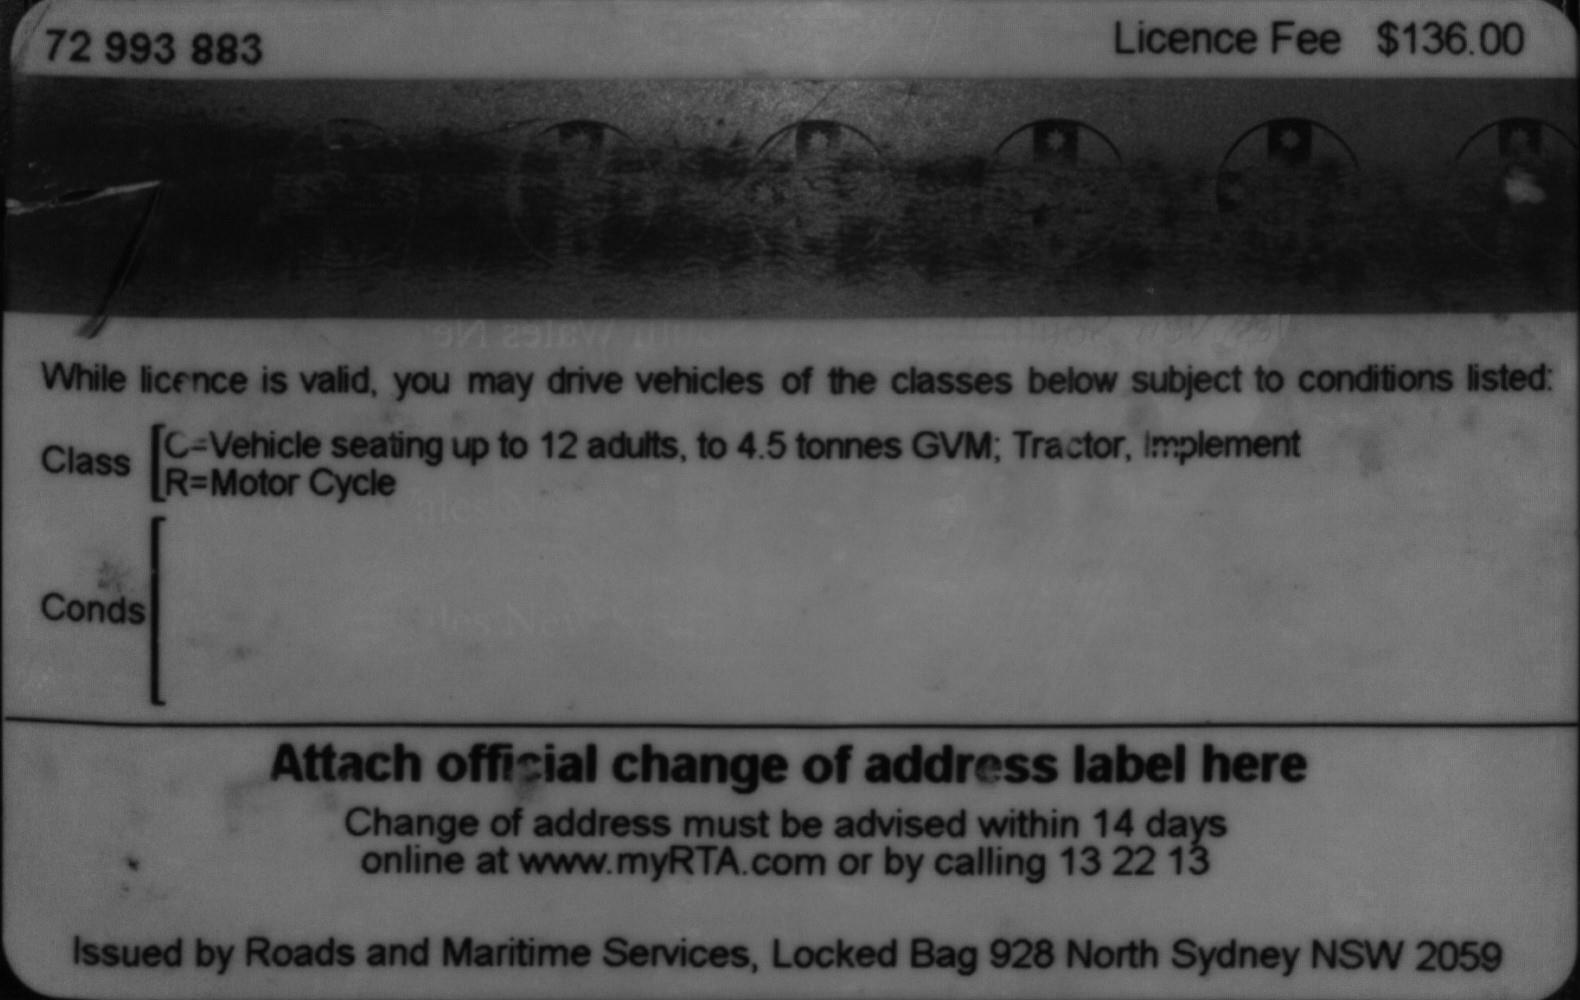 72 993 883 Licence Fee $136.00
While licence is valid, you may drive vehicles of the classes below subject to conditions listed:
Class
C=Vehicle seating up to 12 adults, to 4.5 tonnes GVM; Tractor, Implement
R=Motor Cycle
Conds
Attach official change of address label here
Change of address must be advised within 14 days
online at www.myRTA.com or by calling 13 22 13
Issued by Roads and Maritime Services, Locked Bag 928 North Sydney NSW 2059